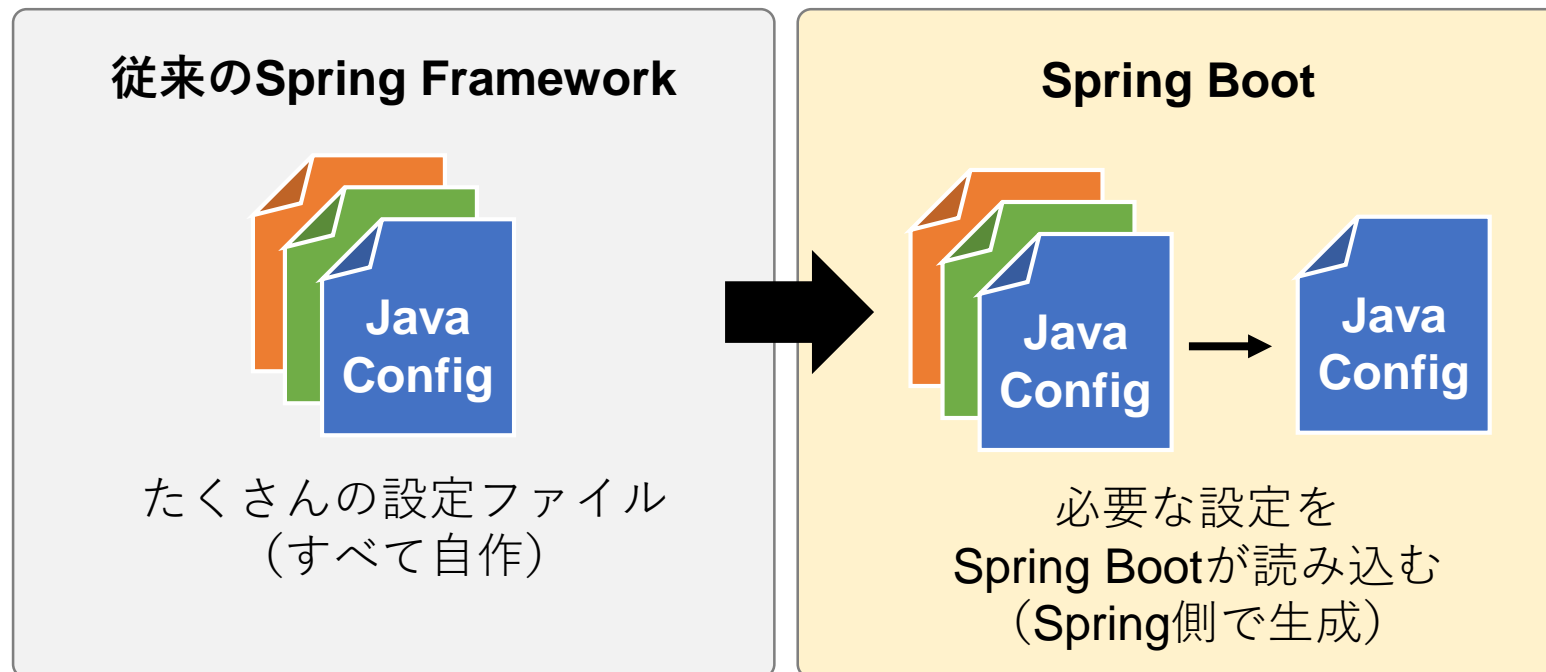 従来のSpring Framework
Java
Config
たくさんの設定ファイル
（すべて自作）
Spring Boot
Java
Config
Java
Config
必要な設定を
Spring Bootが読み込む
（Spring側で生成）